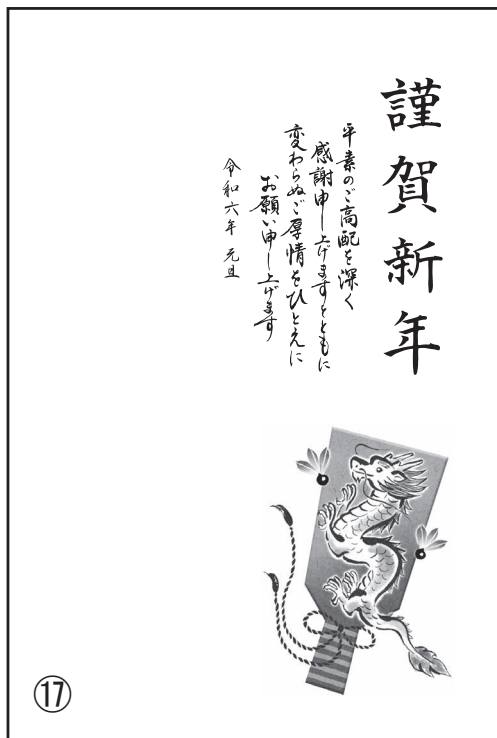 謹賀新年
平素のご高配を深く
感謝申し上げますとともに
変わらぬご厚情をひとえに
お願い申し上げます
令和六年 元旦
⑰